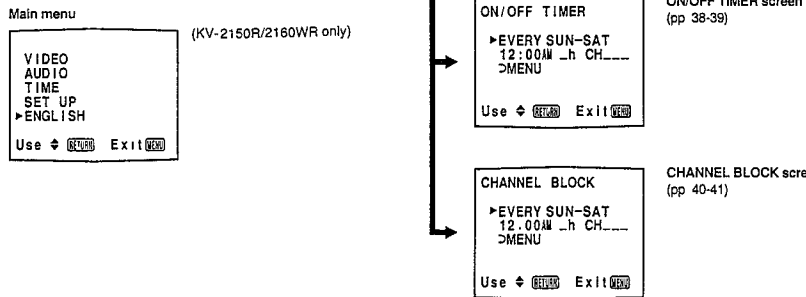 Main menu
(KV-2150R/2160WR only)
VIDEO
AUDIO
TIME
SET UP
►ENGLISH
Use ♦ RETURN Exit MENU
ON/OFF TIMER
►EVERY SUN–SAT
12:00AM _h CH___
⊃MENU
Use ♦ RETURN Exit MENU
ON/OFF TIMER screen
(pp 38-39)
CHANNEL BLOCK
►EVERY SUN–SAT
12.00AM _h CH___
⊃MENU
Use ♦ RETURN Exit MENU
CHANNEL BLOCK scre
(pp 40-41)